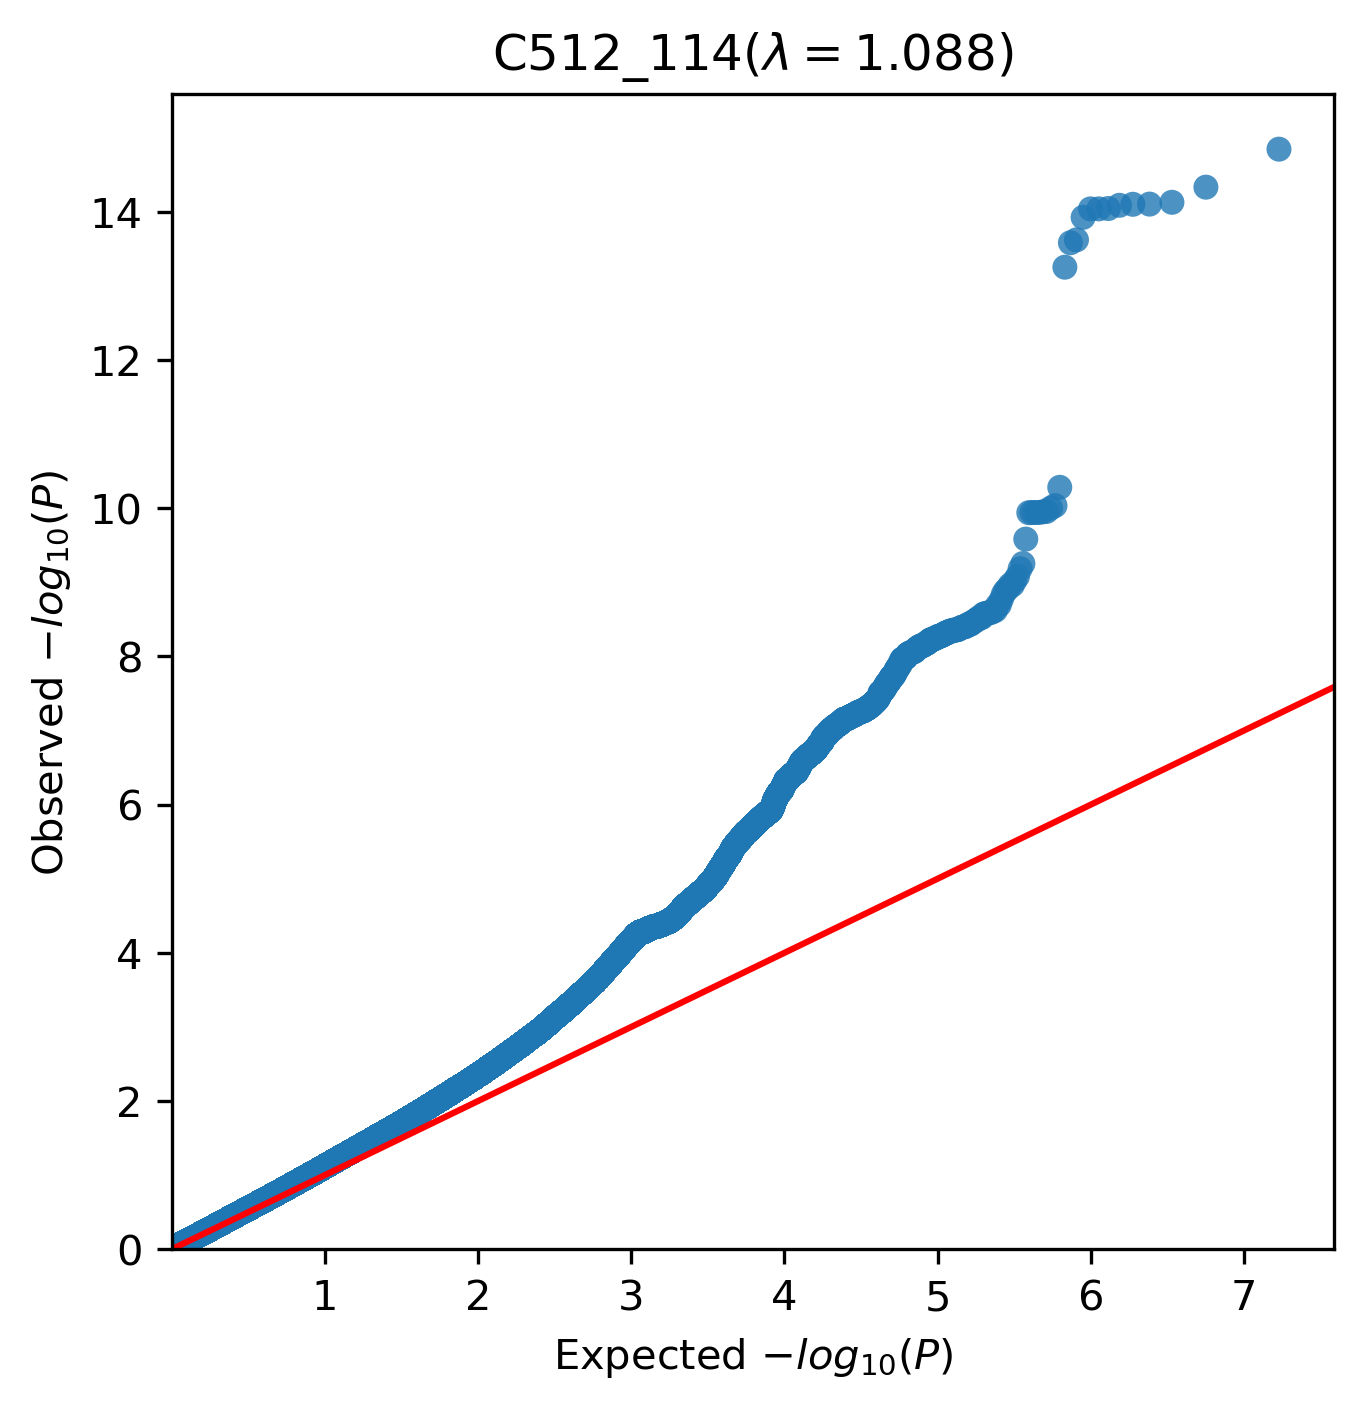 C512_114(λ = 1.088)
Observed −log₁₀(P)
14
12
10
8
6
4
2
0
1 2 3 4 5 6 7
Expected −log₁₀(P)